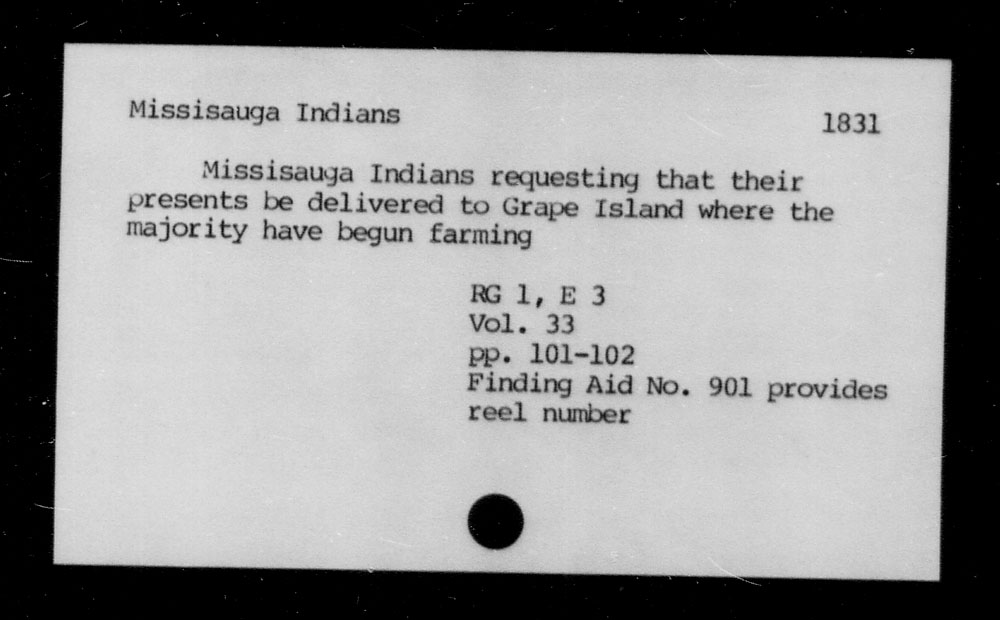 Missisauga Indians
1831
Missisauga Indians requesting that their
presents be delivered to Grape Island where the
majority have begun farming
RG 1, E 3
Vol. 33
pp. 101-102
Finding Aid No. 901 provides
reel number